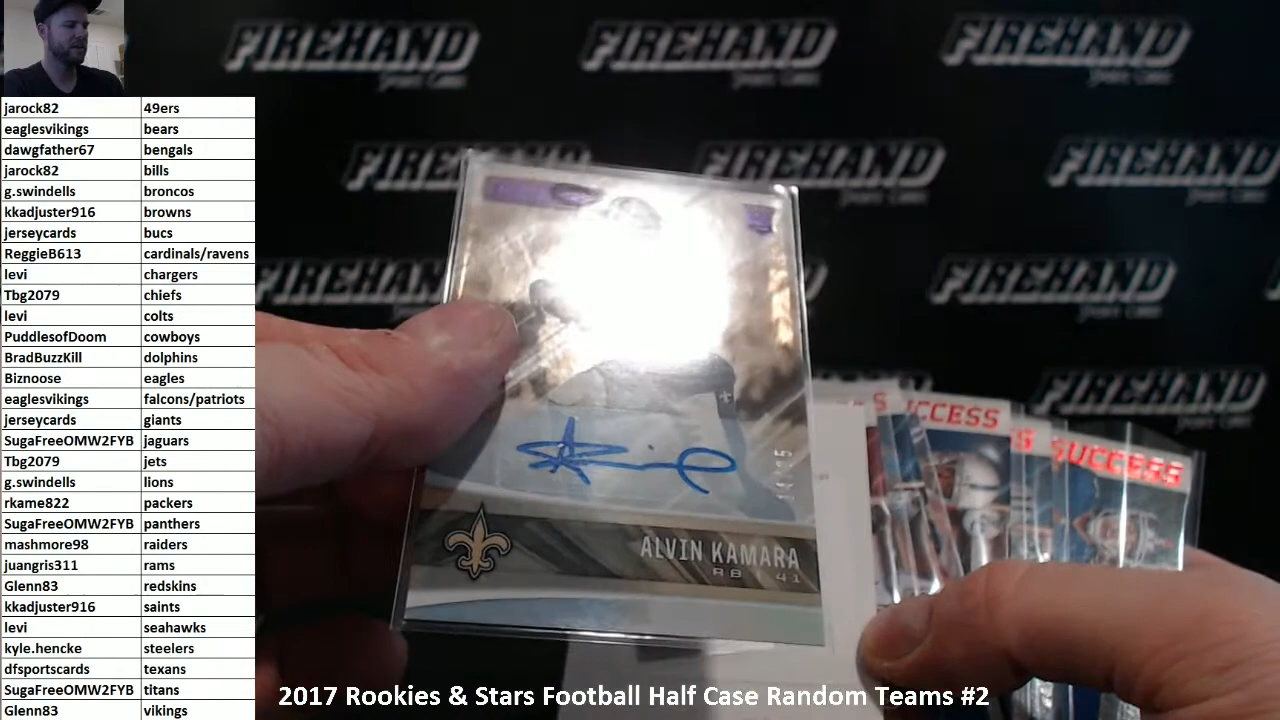 FIREHAND FIREHAND FIREHAND
FIREHAND FIREHAND FIREHAND
FIREHAND FIREHAND
FIREHAND
jarock82 49ers
eaglesvikings bears
dawgfather67 bengals
jarock82 bills
g.swindells broncos
kkadjuster916 browns
jerseycards bucs
ReggieB613 cardinals/ravens
levi chargers
Tbg2079 chiefs
levi colts
PuddlesofDoom cowboys
BradBuzzKill dolphins
Biznoose eagles
eaglesvikings falcons/patriots
jerseycards giants
SugaFreeOMW2FYB jaguars
Tbg2079 jets
g.swindells lions
rkame822 packers
SugaFreeOMW2FYB panthers
mashmore98 raiders
juangris311 rams
Glenn83 redskins
kkadjuster916 saints
levi seahawks
kyle.hencke steelers
dfsportscards texans
SugaFreeOMW2FYB titans
Glenn83 vikings
ALVIN KAMARA
RB 41
SUCCESS
2017 Rookies & Stars Football Half Case Random Teams #2